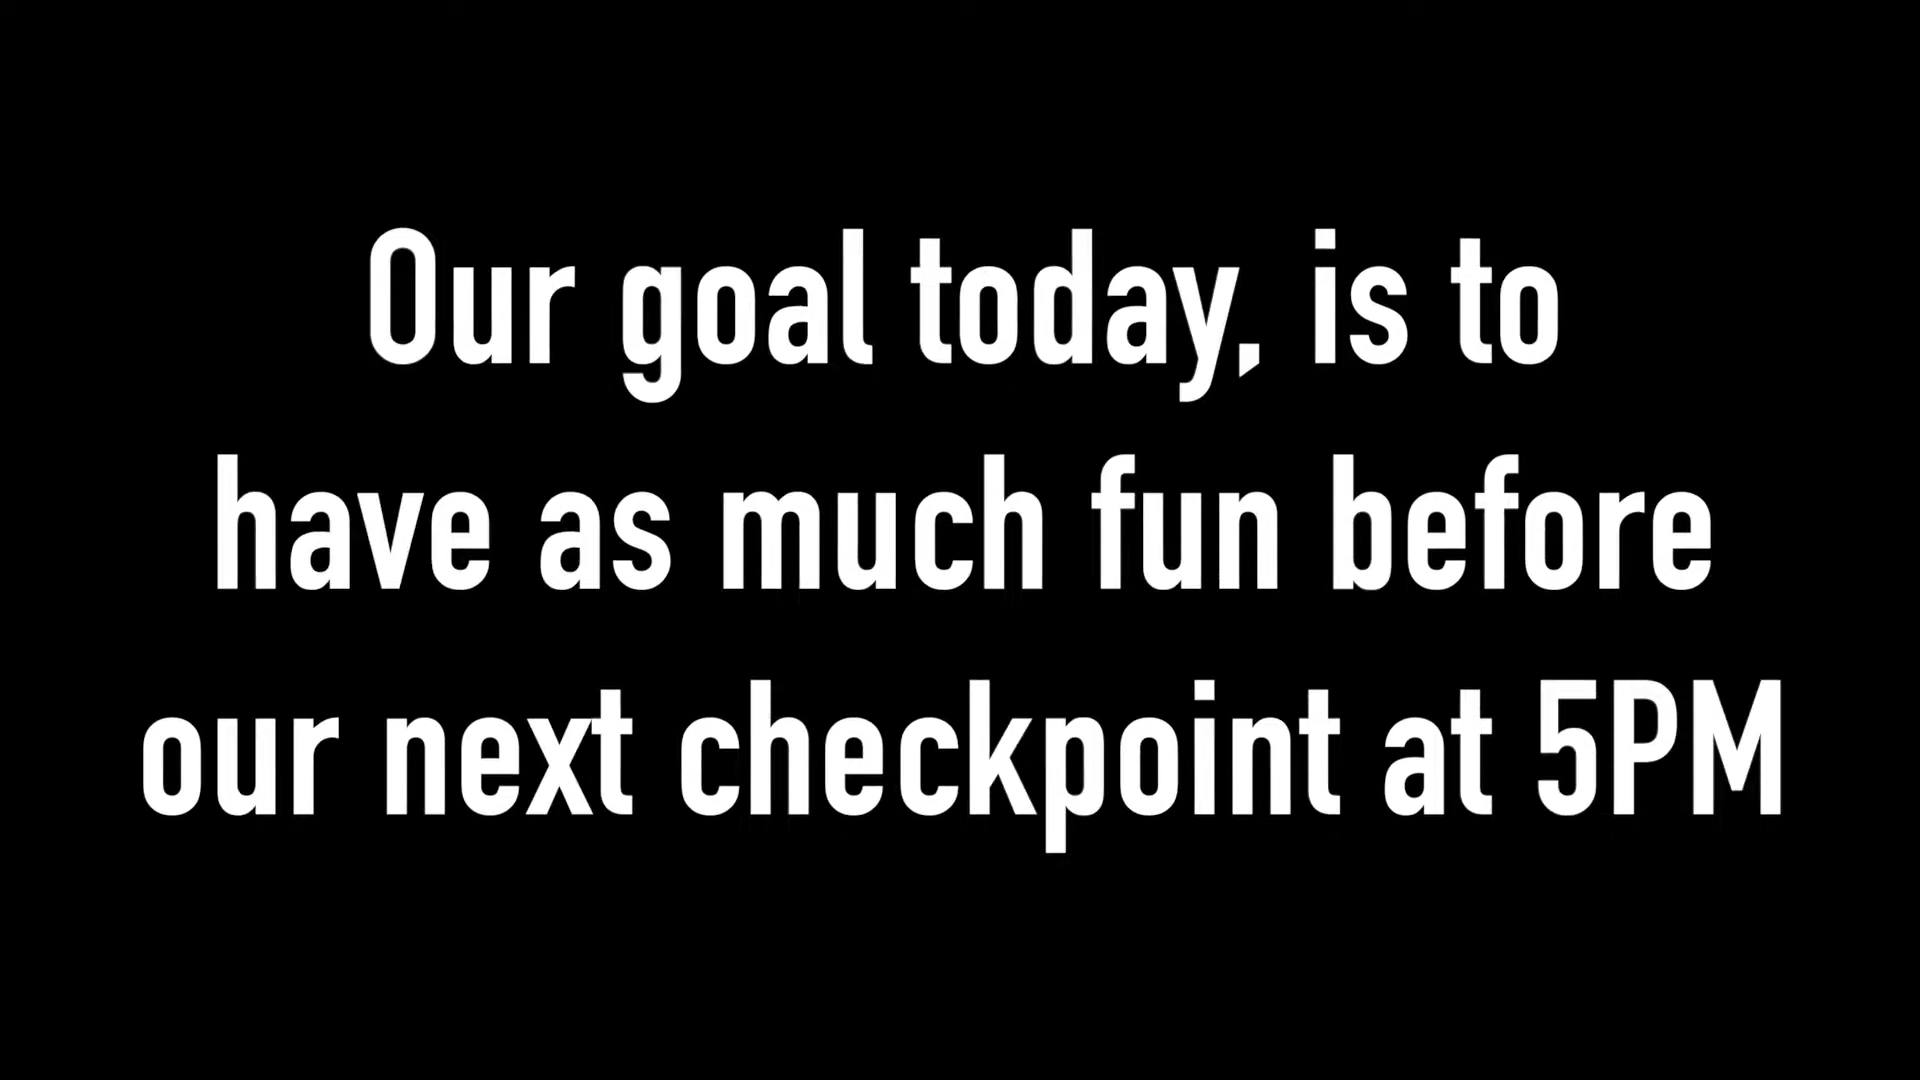 Our goal today, is to
have as much fun before
our next checkpoint at 5PM